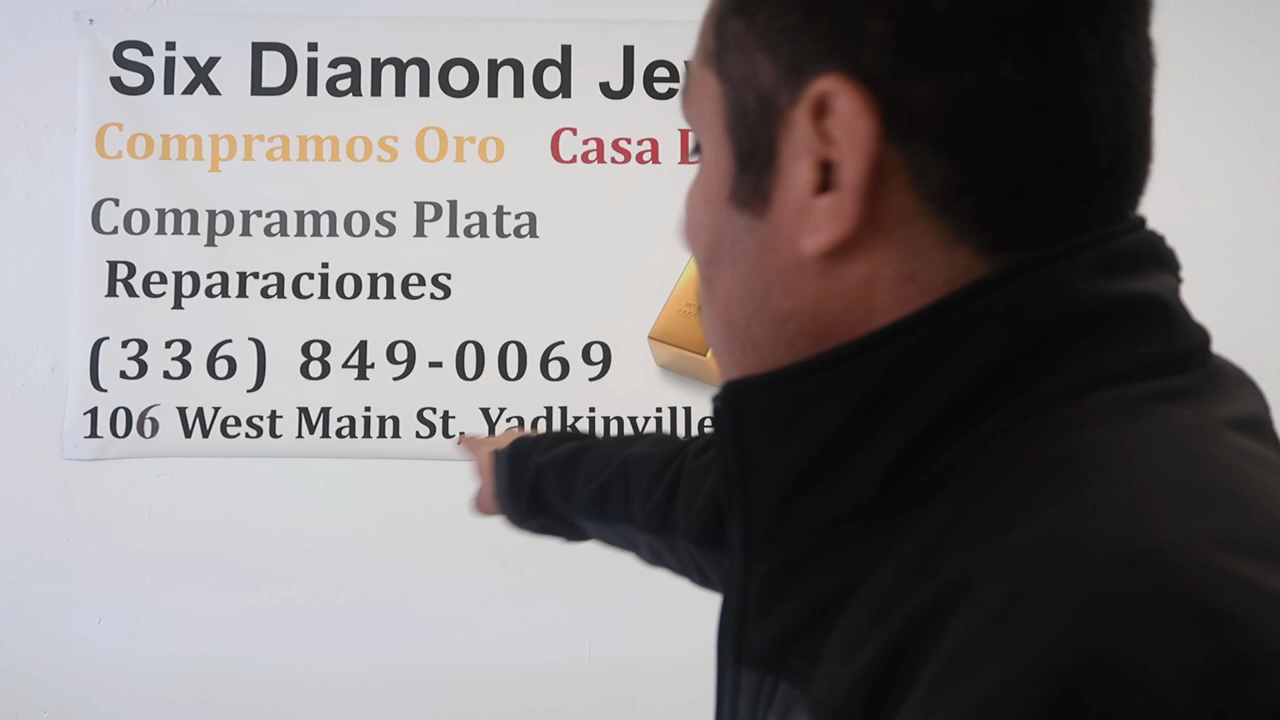 Six Diamond Je
Compramos Oro Casa D
Compramos Plata
Reparaciones
(336) 849-0069
106 West Main St. Yadkinville